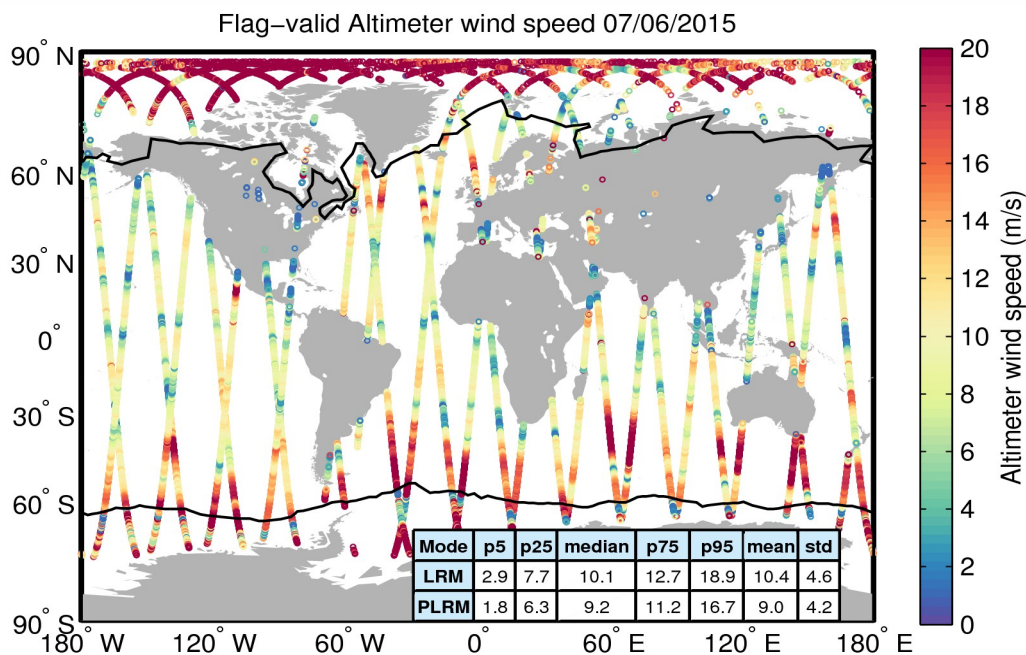 Flag−valid Altimeter wind speed 07/06/2015
90° N
60° N
30° N
0°
30° S
60° S
90° S
180° W
120° W
60° W
0°
60° E
120° E
180° E
Mode p5 p25 median p75 p95 mean std
LRM 2.9 7.7 10.1 12.7 18.9 10.4 4.6
PLRM 1.8 6.3 9.2 11.2 16.7 9.0 4.2
20
18
16
14
12
10
8
6
4
2
0
Altimeter wind speed (m/s)